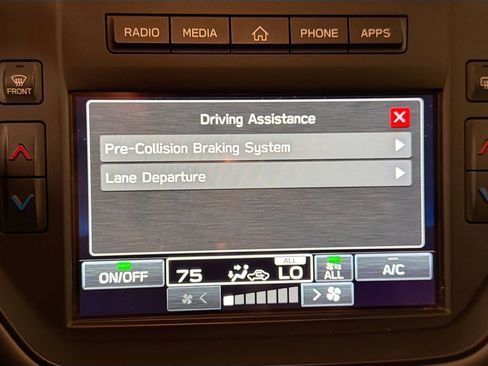 RADIO
MEDIA
PHONE
APPS
FRONT
Driving Assistance
Pre-Collision Braking System
Lane Departure
ON/OFF
75
ALL
LO
ALL
A/C